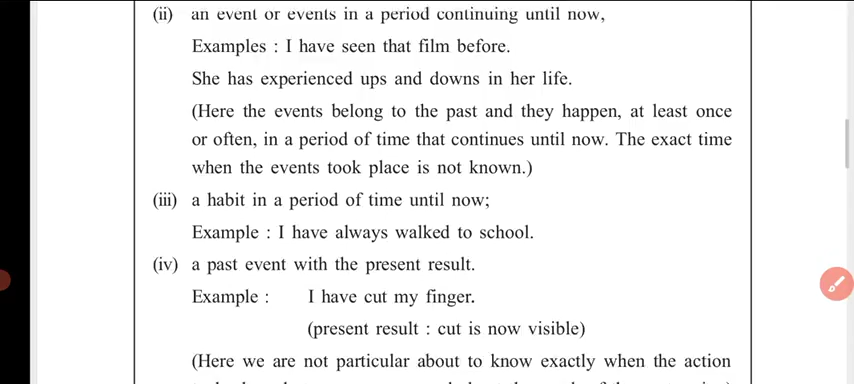 (ii) an event or events in a period continuing until now,
Examples : I have seen that film before.
She has experienced ups and downs in her life.
(Here the events belong to the past and they happen, at least once
or often, in a period of time that continues until now. The exact time
when the events took place is not known.)
(iii) a habit in a period of time until now;
Example : I have always walked to school.
(iv) a past event with the present result.
Example : I have cut my finger.
(present result : cut is now visible)
(Here we are not particular about to know exactly when the action